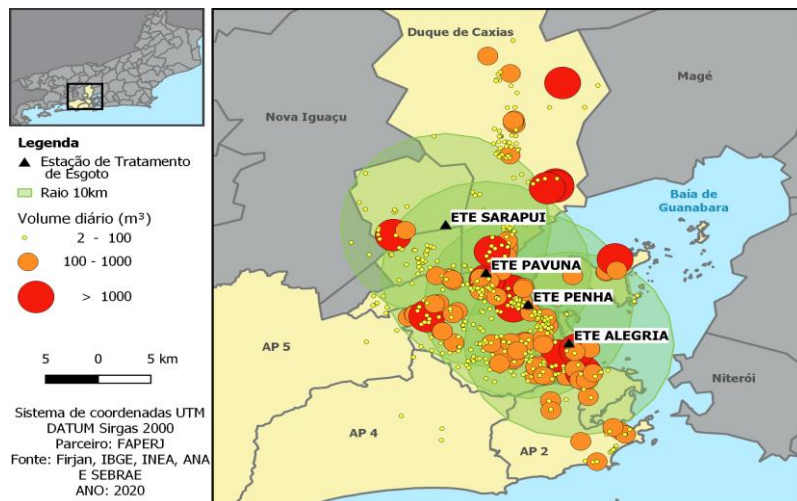 Legenda
Estação de Tratamento
de Esgoto
Raio 10km
Volume diário (m³)
2 - 100
100 - 1000
> 1000
5 0 5 km
Sistema de coordenadas UTM
DATUM Sirgas 2000
Parceiro: FAPERJ
Fonte: Firjan, IBGE, INEA, ANA
E SEBRAE
ANO: 2020
Duque de Caxias
Magé
Nova Iguaçu
Baía de
Guanabara
ETE SARAPUI
ETE PAVUNA
ETE PENHA
ETE ALEGRIA
AP 5
Niterói
AP 4
AP 2